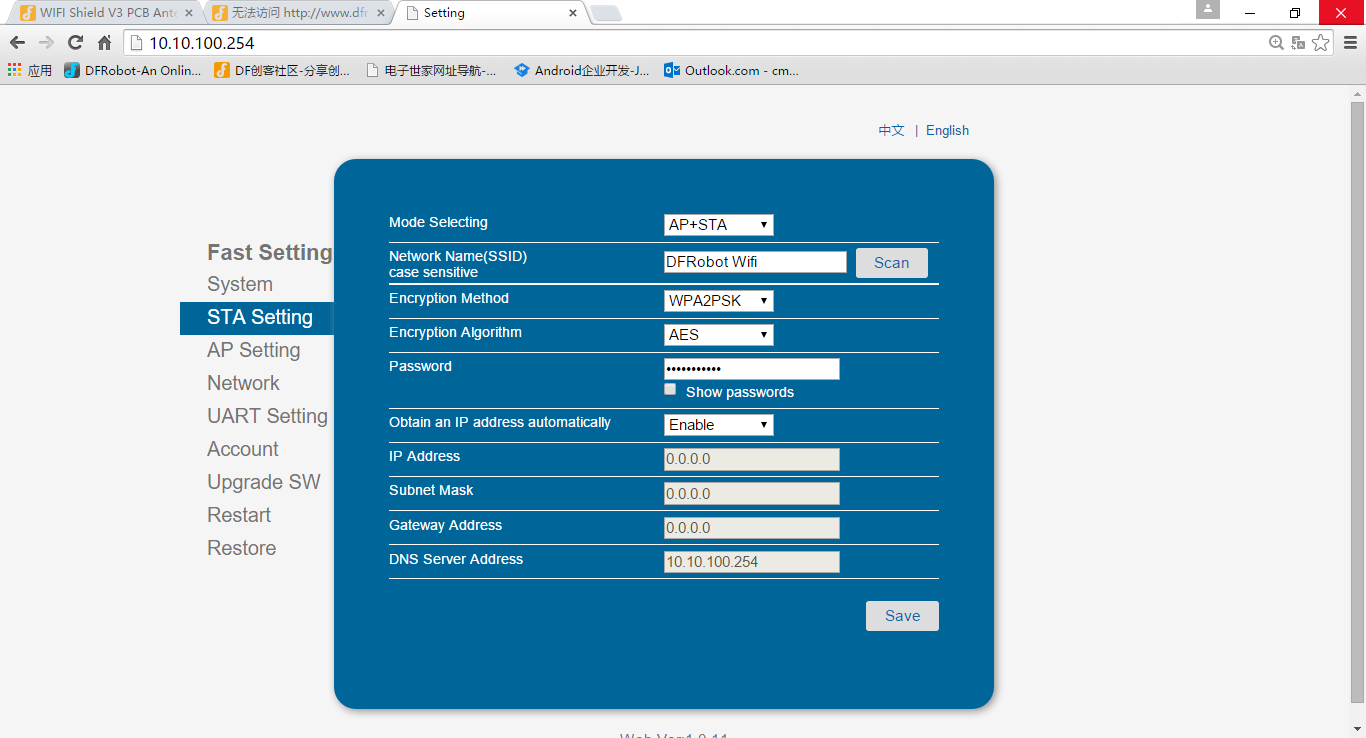 WIFI Shield V3 PCB Ante
无法访问 http://www.dfr
Setting
10.10.100.254
应用
DFRobot-An Onlin...
DF创客社区-分享创...
电子世家网址导航-...
Android企业开发-J...
Outlook.com - cm...
中文 | English
Fast Setting
System
STA Setting
AP Setting
Network
UART Setting
Account
Upgrade SW
Restart
Restore
Mode Selecting AP+STA
Network Name(SSID)
case sensitive
DFRobot Wifi Scan
Encryption Method WPA2PSK
Encryption Algorithm AES
Password •••••••••••
Show passwords
Obtain an IP address automatically Enable
IP Address 0.0.0.0
Subnet Mask 0.0.0.0
Gateway Address 0.0.0.0
DNS Server Address 10.10.100.254
Save
Web Ver:1.0.11